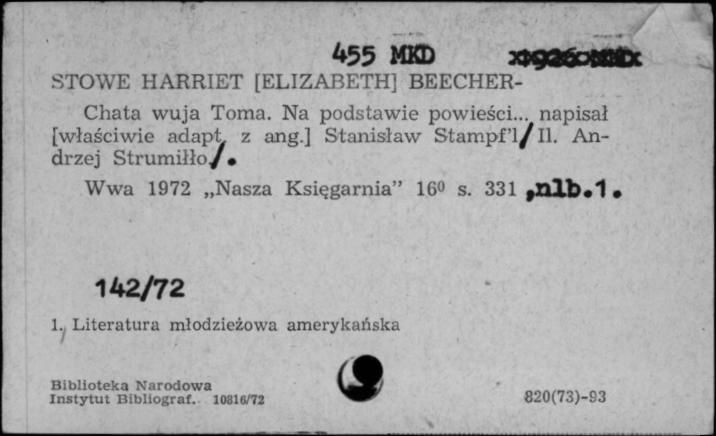 455 MKD
STOWE HARRIET [ELIZABETH] BEECHER-
Chata wuja Toma. Na podstawie powieści... napisał
[właściwie adapt. z ang.] Stanisław Stampf'l/ Il. An-
drzej Strumiłło/.
Wwa 1972 „Nasza Księgarnia” 16⁰ s. 331 ,nlb.1.
142/72
1. Literatura młodzieżowa amerykańska
Biblioteka Narodowa
Instytut Bibliograf. 10816/72
820(73)-93